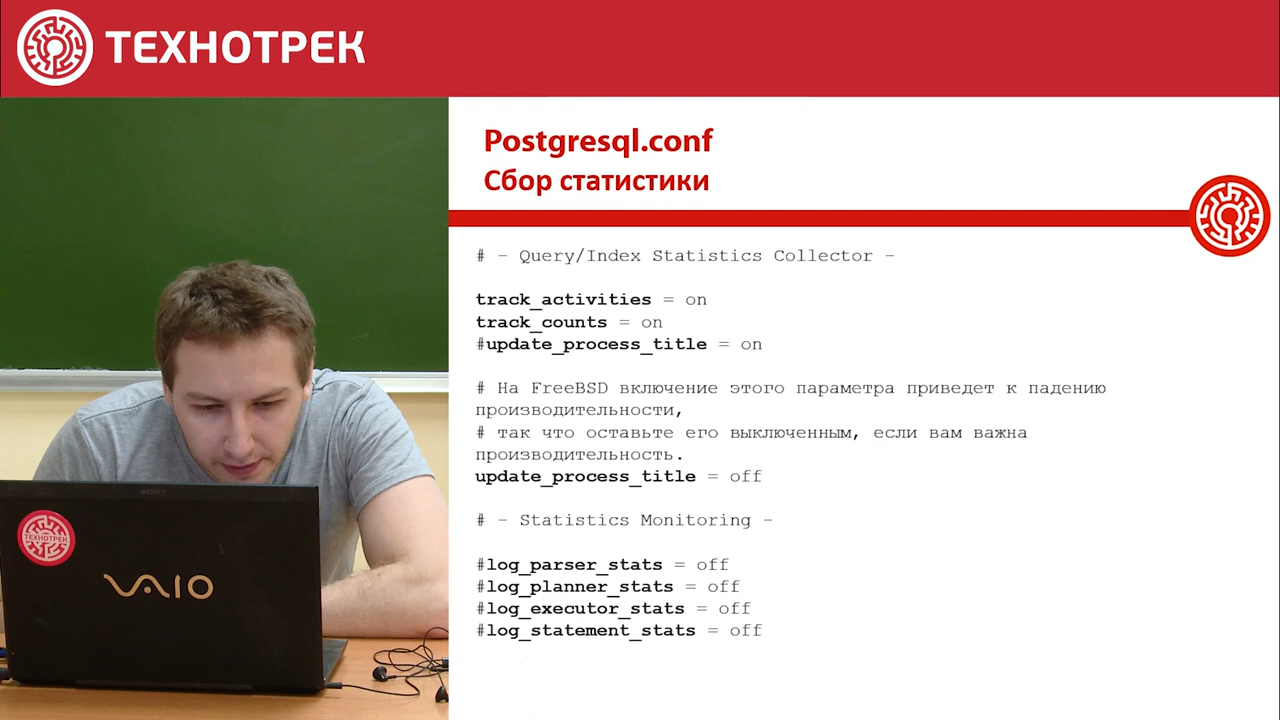 ТЕХНОТРЕК
Postgresql.conf
Сбор статистики
# - Query/Index Statistics Collector -
track_activities = on
track_counts = on
#update_process_title = on
# На FreeBSD включение этого параметра приведет к падению
производительности,
# так что оставьте его выключенным, если вам важна
производительность.
update_process_title = off
# - Statistics Monitoring -
#log_parser_stats = off
#log_planner_stats = off
#log_executor_stats = off
#log_statement_stats = off
SONY
ТЕХНОТРЕК
VAIO